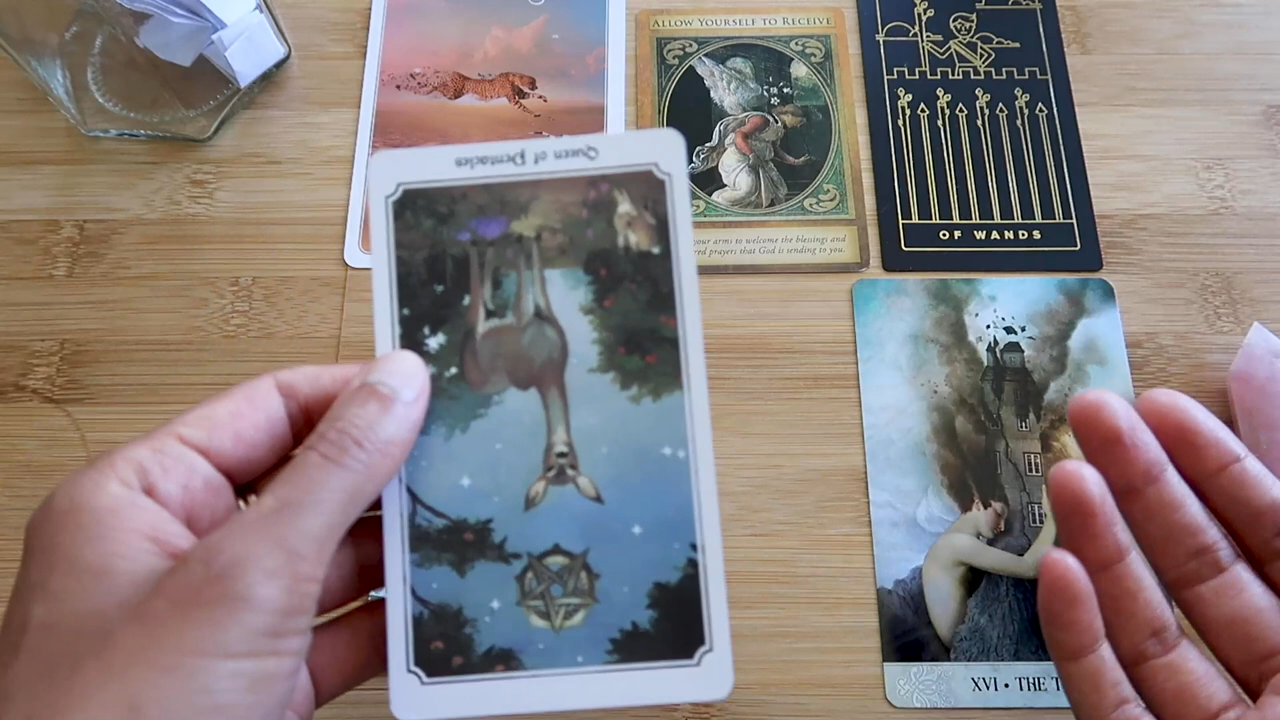 ALLOW YOURSELF TO RECEIVE
your arms to welcome the blessings and
red prayers that God is sending to you.
OF WANDS
Queen of Pentacles
XVI • THE T